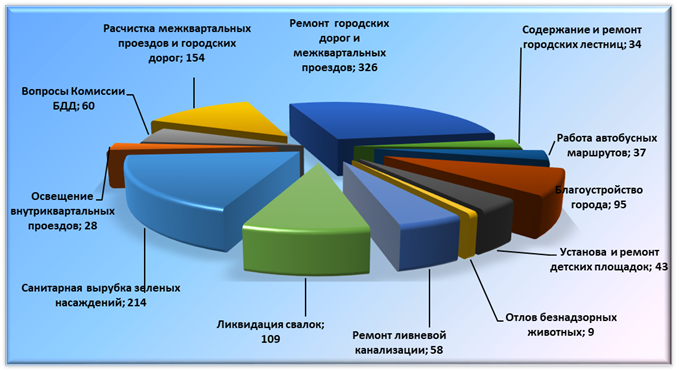 Расчистка межквартальных
проездов и городских
дорог; 154
Ремонт городских
дорог и
межквартальных
проездов; 326
Содержание и ремонт
городских лестниц; 34
Вопросы Комиссии
БДД; 60
Работа автобусных
маршрутов; 37
Благоустройство
города; 95
Освещение
внутриквартальных
проездов; 28
Установа и ремонт
детских площадок; 43
Санитарная вырубка зеленых
насаждений; 214
Ликвидация свалок;
109
Ремонт ливневой
канализации; 58
Отлов безнадзорных
животных; 9